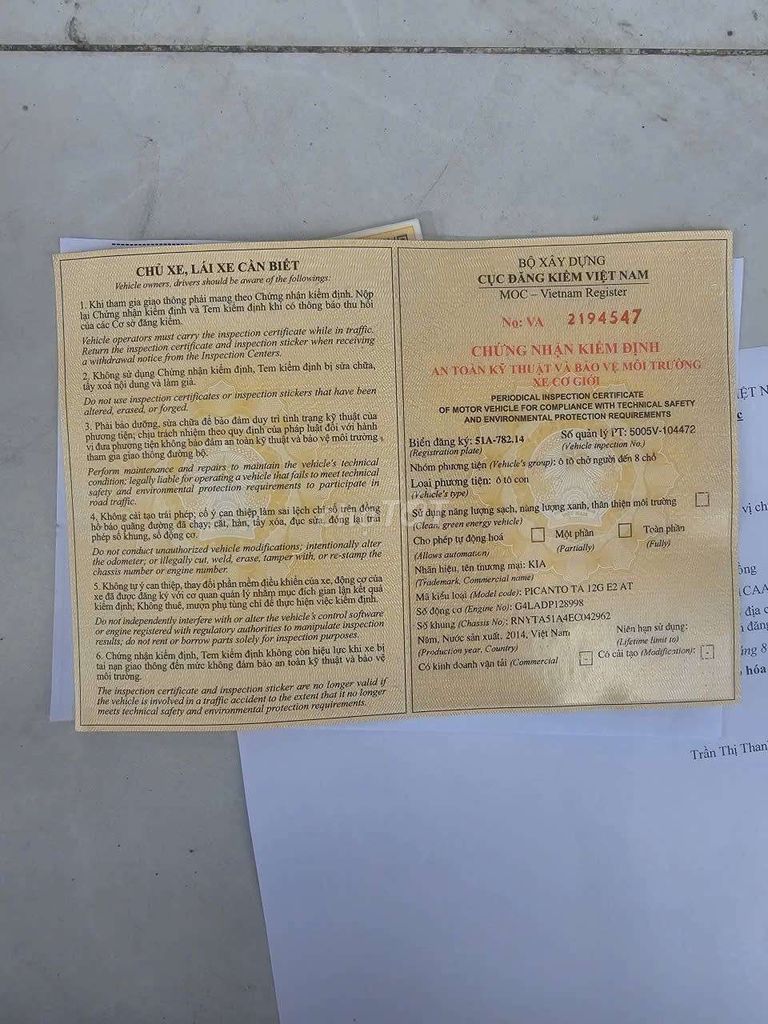 CHỦ XE, LÁI XE CẦN BIẾT
Vehicle owners, drivers should be aware of the followings:
1. Khi tham gia giao thông phải mang theo Chứng nhận kiểm định. Nộp
lại Chứng nhận kiểm định và Tem kiểm định khi có thông báo thu hồi
của các Cơ sở đăng kiểm.
Vehicle operators must carry the inspection certificate while in traffic.
Return the inspection certificate and inspection sticker when receiving
a withdrawal notice from the Inspection Centers.
2. Không sử dụng Chứng nhận kiểm định, Tem kiểm định bị sửa chữa,
tẩy xoá nội dung và làm giả.
Do not use inspection certificates or inspection stickers that have been
altered, erased, or forged.
3. Phải bảo dưỡng, sửa chữa để bảo đảm duy trì tình trạng kỹ thuật của
phương tiện; chịu trách nhiệm theo quy định của pháp luật đối với hành
vi đưa phương tiện không bảo đảm an toàn kỹ thuật và bảo vệ môi trường
tham gia giao thông đường bộ.
Perform maintenance and repairs to maintain the vehicle's technical
condition; legally liable for operating a vehicle that fails to meet technical
safety and environmental protection requirements to participate in
road traffic.
4. Không cải tạo trái phép; cố ý can thiệp làm sai lệch chỉ số trên đồng
hồ báo quãng đường đã chạy; cắt, hàn, tẩy xóa, đục sửa, đóng lại trái
phép số khung, số động cơ.
Do not conduct unauthorized vehicle modifications; intentionally alter
the odometer; or illegally cut, weld, erase, tamper with, or re-stamp the
chassis number or engine number.
5. Không tự ý can thiệp, thay đổi phần mềm điều khiển của xe, động cơ của
xe đã được đăng ký với cơ quan quản lý nhằm mục đích gian lận kết quả
kiểm định; Không thuê, mượn phụ tùng chỉ để thực hiện việc kiểm định.
Do not independently interfere with or alter the vehicle's control software
or engine registered with regulatory authorities to manipulate inspection
results; do not rent or borrow parts solely for inspection purposes.
6. Chứng nhận kiểm định, Tem kiểm định không còn hiệu lực khi xe bị
tai nạn giao thông đến mức không đảm bảo an toàn kỹ thuật và bảo vệ
môi trường.
The inspection certificate and inspection sticker are no longer valid if
the vehicle is involved in a traffic accident to the extent that it no longer
meets technical safety and environmental protection requirements.
BỘ XÂY DỰNG
CỤC ĐĂNG KIỂM VIỆT NAM
MOC – Vietnam Register
No: VA 2194547
CHỨNG NHẬN KIỂM ĐỊNH
AN TOÀN KỸ THUẬT VÀ BẢO VỆ MÔI TRƯỜNG
XE CƠ GIỚI
PERIODICAL INSPECTION CERTIFICATE
OF MOTOR VEHICLE FOR COMPLIANCE WITH TECHNICAL SAFETY
AND ENVIRONMENTAL PROTECTION REQUIREMENTS
Biển đăng ký: 51A-782.14 Số quản lý PT: 5005V-104472
(Registration plate) (Vehicle inspection No.)
Nhóm phương tiện (Vehicle's group): ô tô chở người đến 8 chỗ
Loại phương tiện: ô tô con
(Vehicle's type)
Sử dụng năng lượng sạch, năng lượng xanh, thân thiện môi trường
(Clean, green energy vehicle)
Cho phép tự động hoá Một phần Toàn phần
(Allows automation) (Partially) (Fully)
Nhãn hiệu, tên thương mại: KIA
(Trademark, Commercial name)
Mã kiểu loại (Model code): PICANTO TA 12G E2 AT
Số động cơ (Engine No): G4LADP128998
Số khung (Chassis No): RNYTA51A4EC042962
Năm, Nước sản xuất: 2014, Việt Nam Niên hạn sử dụng:
(Production year, Country) (Lifetime limit to)
Có kinh doanh vận tải (Commercial - Có cải tạo (Modification): -
Trần Thị Thanh